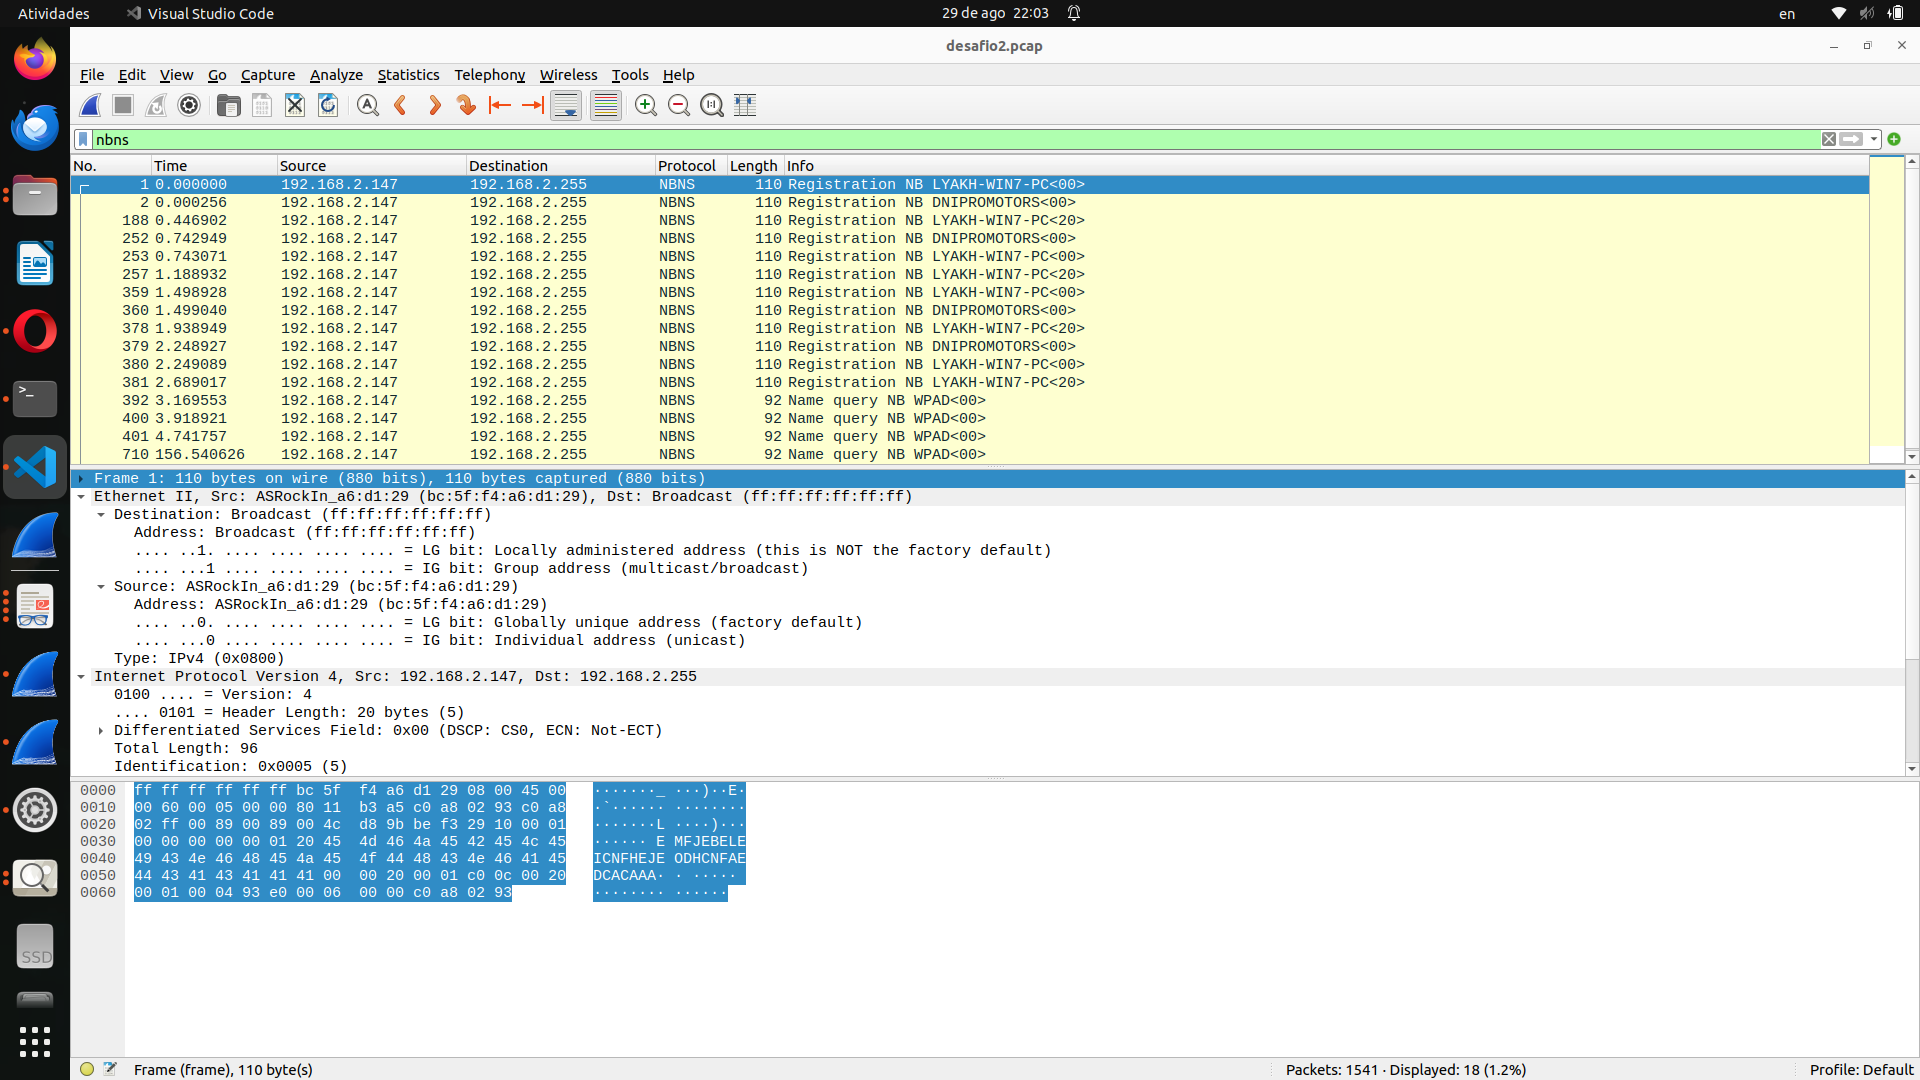 Atividades
Visual Studio Code
29 de ago 22:03
en
desafio2.pcap
File Edit View Go Capture Analyze Statistics Telephony Wireless Tools Help
nbns
No. Time Source Destination Protocol Length Info
1 0.000000 192.168.2.147 192.168.2.255 NBNS 110 Registration NB LYAKH-WIN7-PC<00>
2 0.000256 192.168.2.147 192.168.2.255 NBNS 110 Registration NB DNIPROMOTORS<00>
188 0.446902 192.168.2.147 192.168.2.255 NBNS 110 Registration NB LYAKH-WIN7-PC<20>
252 0.742949 192.168.2.147 192.168.2.255 NBNS 110 Registration NB DNIPROMOTORS<00>
253 0.743071 192.168.2.147 192.168.2.255 NBNS 110 Registration NB LYAKH-WIN7-PC<00>
257 1.188932 192.168.2.147 192.168.2.255 NBNS 110 Registration NB LYAKH-WIN7-PC<20>
359 1.498928 192.168.2.147 192.168.2.255 NBNS 110 Registration NB LYAKH-WIN7-PC<00>
360 1.499040 192.168.2.147 192.168.2.255 NBNS 110 Registration NB DNIPROMOTORS<00>
378 1.938949 192.168.2.147 192.168.2.255 NBNS 110 Registration NB LYAKH-WIN7-PC<20>
379 2.248927 192.168.2.147 192.168.2.255 NBNS 110 Registration NB DNIPROMOTORS<00>
380 2.249089 192.168.2.147 192.168.2.255 NBNS 110 Registration NB LYAKH-WIN7-PC<00>
381 2.689017 192.168.2.147 192.168.2.255 NBNS 110 Registration NB LYAKH-WIN7-PC<20>
392 3.169553 192.168.2.147 192.168.2.255 NBNS 92 Name query NB WPAD<00>
400 3.918921 192.168.2.147 192.168.2.255 NBNS 92 Name query NB WPAD<00>
401 4.741757 192.168.2.147 192.168.2.255 NBNS 92 Name query NB WPAD<00>
710 156.540626 192.168.2.147 192.168.2.255 NBNS 92 Name query NB WPAD<00>
Frame 1: 110 bytes on wire (880 bits), 110 bytes captured (880 bits)
Ethernet II, Src: ASRockIn_a6:d1:29 (bc:5f:f4:a6:d1:29), Dst: Broadcast (ff:ff:ff:ff:ff:ff)
Destination: Broadcast (ff:ff:ff:ff:ff:ff)
Address: Broadcast (ff:ff:ff:ff:ff:ff)
.... ..1. .... .... .... .... = LG bit: Locally administered address (this is NOT the factory default)
.... ...1 .... .... .... .... = IG bit: Group address (multicast/broadcast)
Source: ASRockIn_a6:d1:29 (bc:5f:f4:a6:d1:29)
Address: ASRockIn_a6:d1:29 (bc:5f:f4:a6:d1:29)
.... ..0. .... .... .... .... = LG bit: Globally unique address (factory default)
.... ...0 .... .... .... .... = IG bit: Individual address (unicast)
Type: IPv4 (0x0800)
Internet Protocol Version 4, Src: 192.168.2.147, Dst: 192.168.2.255
0100 .... = Version: 4
.... 0101 = Header Length: 20 bytes (5)
Differentiated Services Field: 0x00 (DSCP: CS0, ECN: Not-ECT)
Total Length: 96
Identification: 0x0005 (5)
0000 ff ff ff ff ff ff bc 5f f4 a6 d1 29 08 00 45 00 ·······_ ···)··E·
0010 00 60 00 05 00 00 80 11 b3 a5 c0 a8 02 93 c0 a8 ·`······ ········
0020 02 ff 00 89 00 89 00 4c d8 9b be f3 29 10 00 01 ·······L ····)···
0030 00 00 00 00 00 01 20 45 4d 46 4a 45 42 45 4c 45 ······ E MFJEBELE
0040 49 43 4e 46 48 45 4a 45 4f 44 48 43 4e 46 41 45 ICNFHEJE ODHCNFAE
0050 44 43 41 43 41 41 41 00 00 20 00 01 c0 0c 00 20 DCACAAA· · ·····
0060 00 01 00 04 93 e0 00 06 00 00 c0 a8 02 93 ········ ······
SSD
Frame (frame), 110 byte(s)
Packets: 1541 · Displayed: 18 (1.2%)
Profile: Default